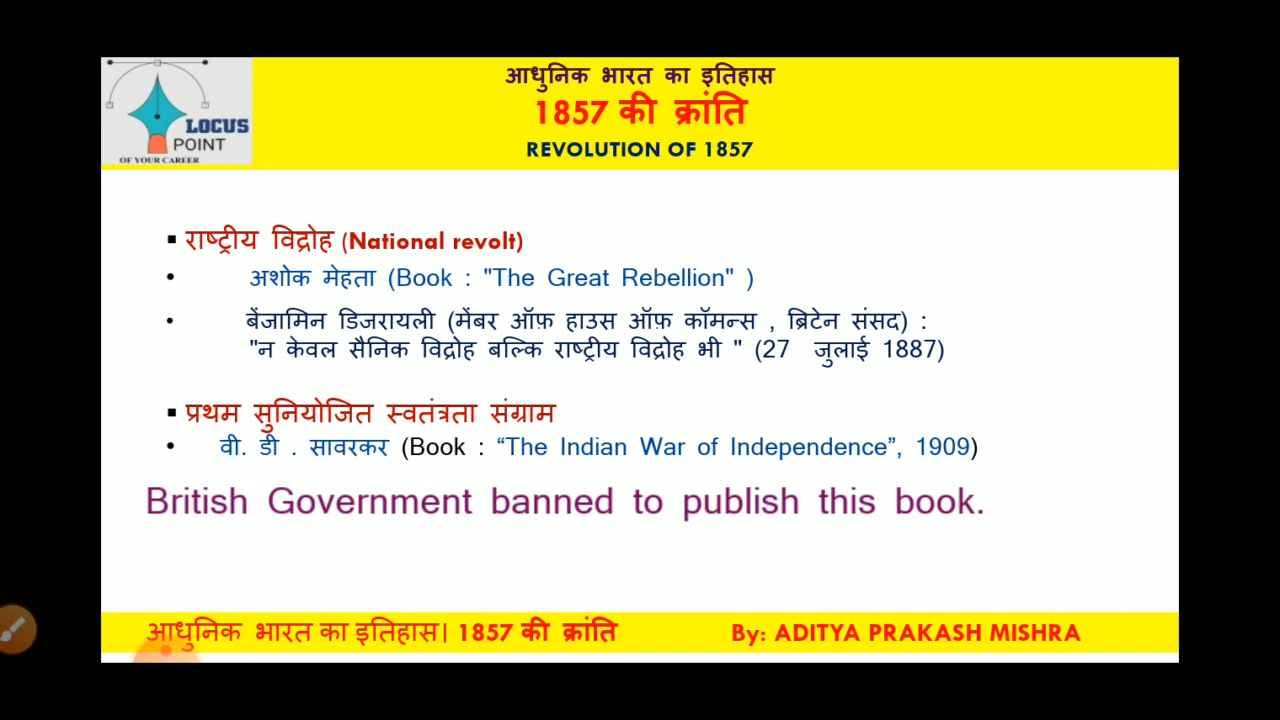 LOCUS
POINT
OF YOUR CAREER
आधुनिक भारत का इतिहास
1857 की क्रांति
REVOLUTION OF 1857
▪ राष्ट्रीय विद्रोह (National revolt)
• अशोक मेहता (Book : "The Great Rebellion" )
• बेंजामिन डिजरायली (मेंबर ऑफ़ हाउस ऑफ़ कॉमन्स , ब्रिटेन संसद) :
"न केवल सैनिक विद्रोह बल्कि राष्ट्रीय विद्रोह भी " (27 जुलाई 1887)
▪ प्रथम सुनियोजित स्वतंत्रता संग्राम
• वी. डी . सावरकर (Book : “The Indian War of Independence”, 1909)
British Government banned to publish this book.
आधुनिक भारत का इतिहास। 1857 की क्रांति By: ADITYA PRAKASH MISHRA